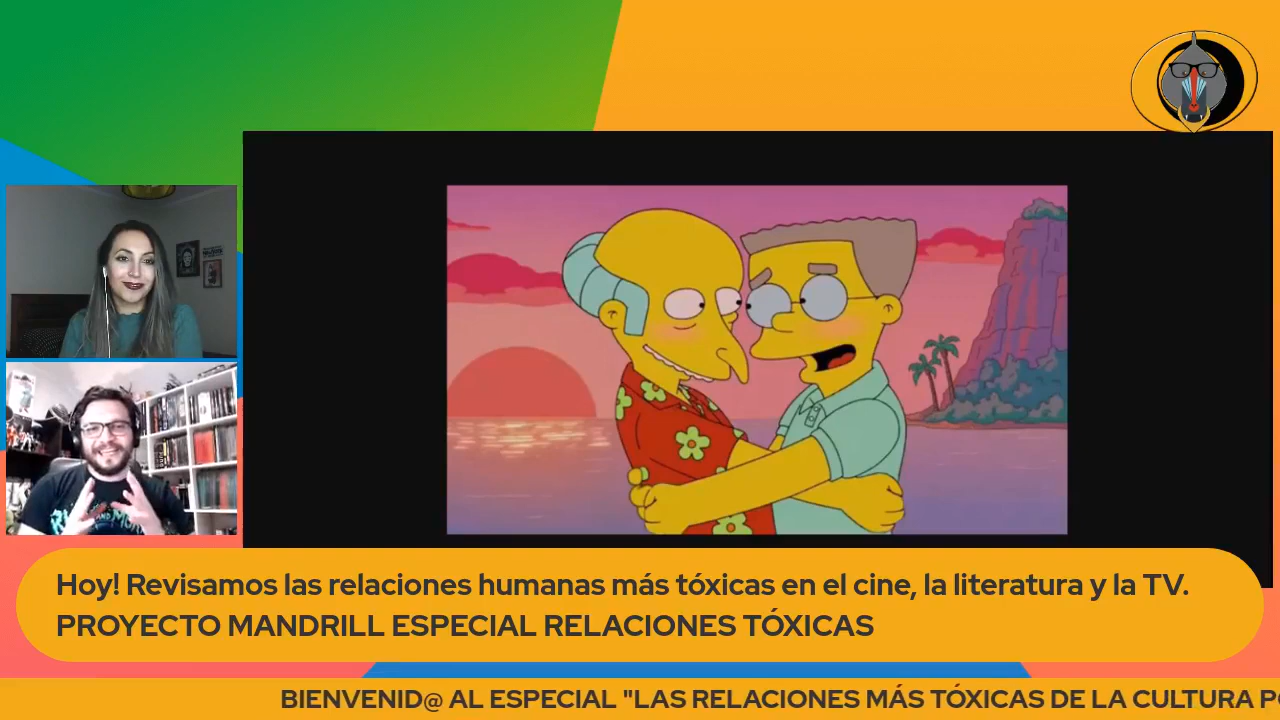 Hoy! Revisamos las relaciones humanas más tóxicas en el cine, la literatura y la TV.
PROYECTO MANDRILL ESPECIAL RELACIONES TÓXICAS
BIENVENID@ AL ESPECIAL "LAS RELACIONES MÁS TÓXICAS DE LA CULTURA